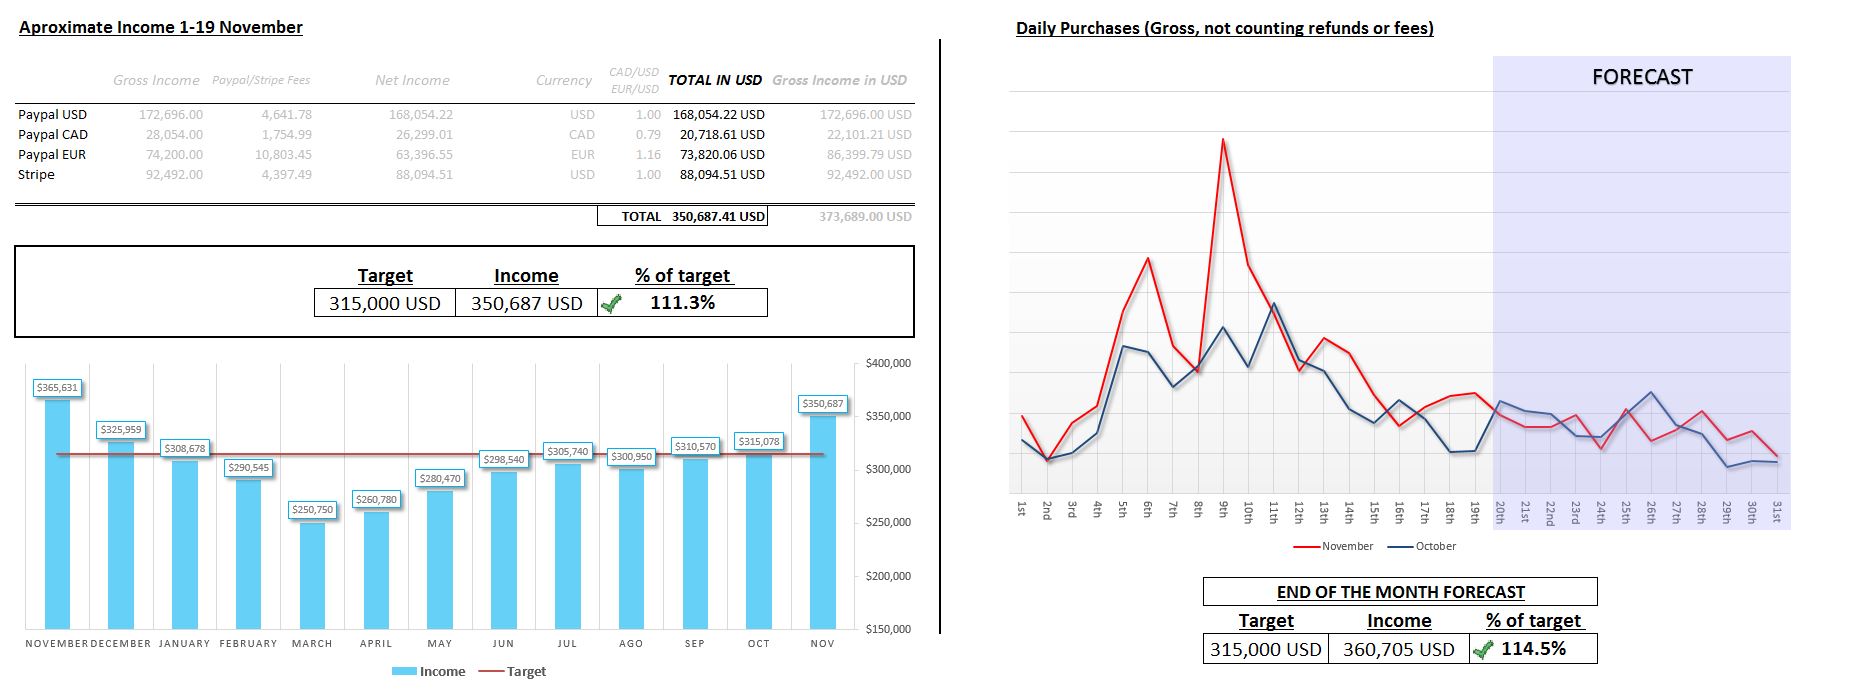 Aproximate Income 1-19 November
Gross Income Paypal/Stripe Fees Net Income Currency CAD/USD EUR/USD TOTAL IN USD Gross Income in USD
Paypal USD 172,696.00 4,641.78 168,054.22 USD 1.00 168,054.22 USD 172,696.00 USD
Paypal CAD 28,054.00 1,754.99 26,299.01 CAD 0.79 20,718.61 USD 22,101.21 USD
Paypal EUR 74,200.00 10,803.45 63,396.55 EUR 1.16 73,820.06 USD 86,399.79 USD
Stripe 92,492.00 4,397.49 88,094.51 USD 1.00 88,094.51 USD 92,492.00 USD
TOTAL 350,687.41 USD 373,689.00 USD
Target Income % of target
315,000 USD 350,687 USD 111.3%
$400,000
$350,000
$300,000
$250,000
$200,000
$150,000
$365,631
$325,959
$308,678
$290,545
$250,750
$260,780
$280,470
$298,540
$305,740
$300,950
$310,570
$315,078
$350,687
NOVEMBER DECEMBER JANUARY FEBRUARY MARCH APRIL MAY JUN JUL AGO SEP OCT NOV
Income Target
Daily Purchases (Gross, not counting refunds or fees)
FORECAST
1st 2nd 3rd 4th 5th 6th 7th 8th 9th 10th 11th 12th 13th 14th 15th 16th 17th 18th 19th 20th 21st 22nd 23rd 24th 25th 26th 27th 28th 29th 30th 31st
November October
END OF THE MONTH FORECAST
Target Income % of target
315,000 USD 360,705 USD 114.5%